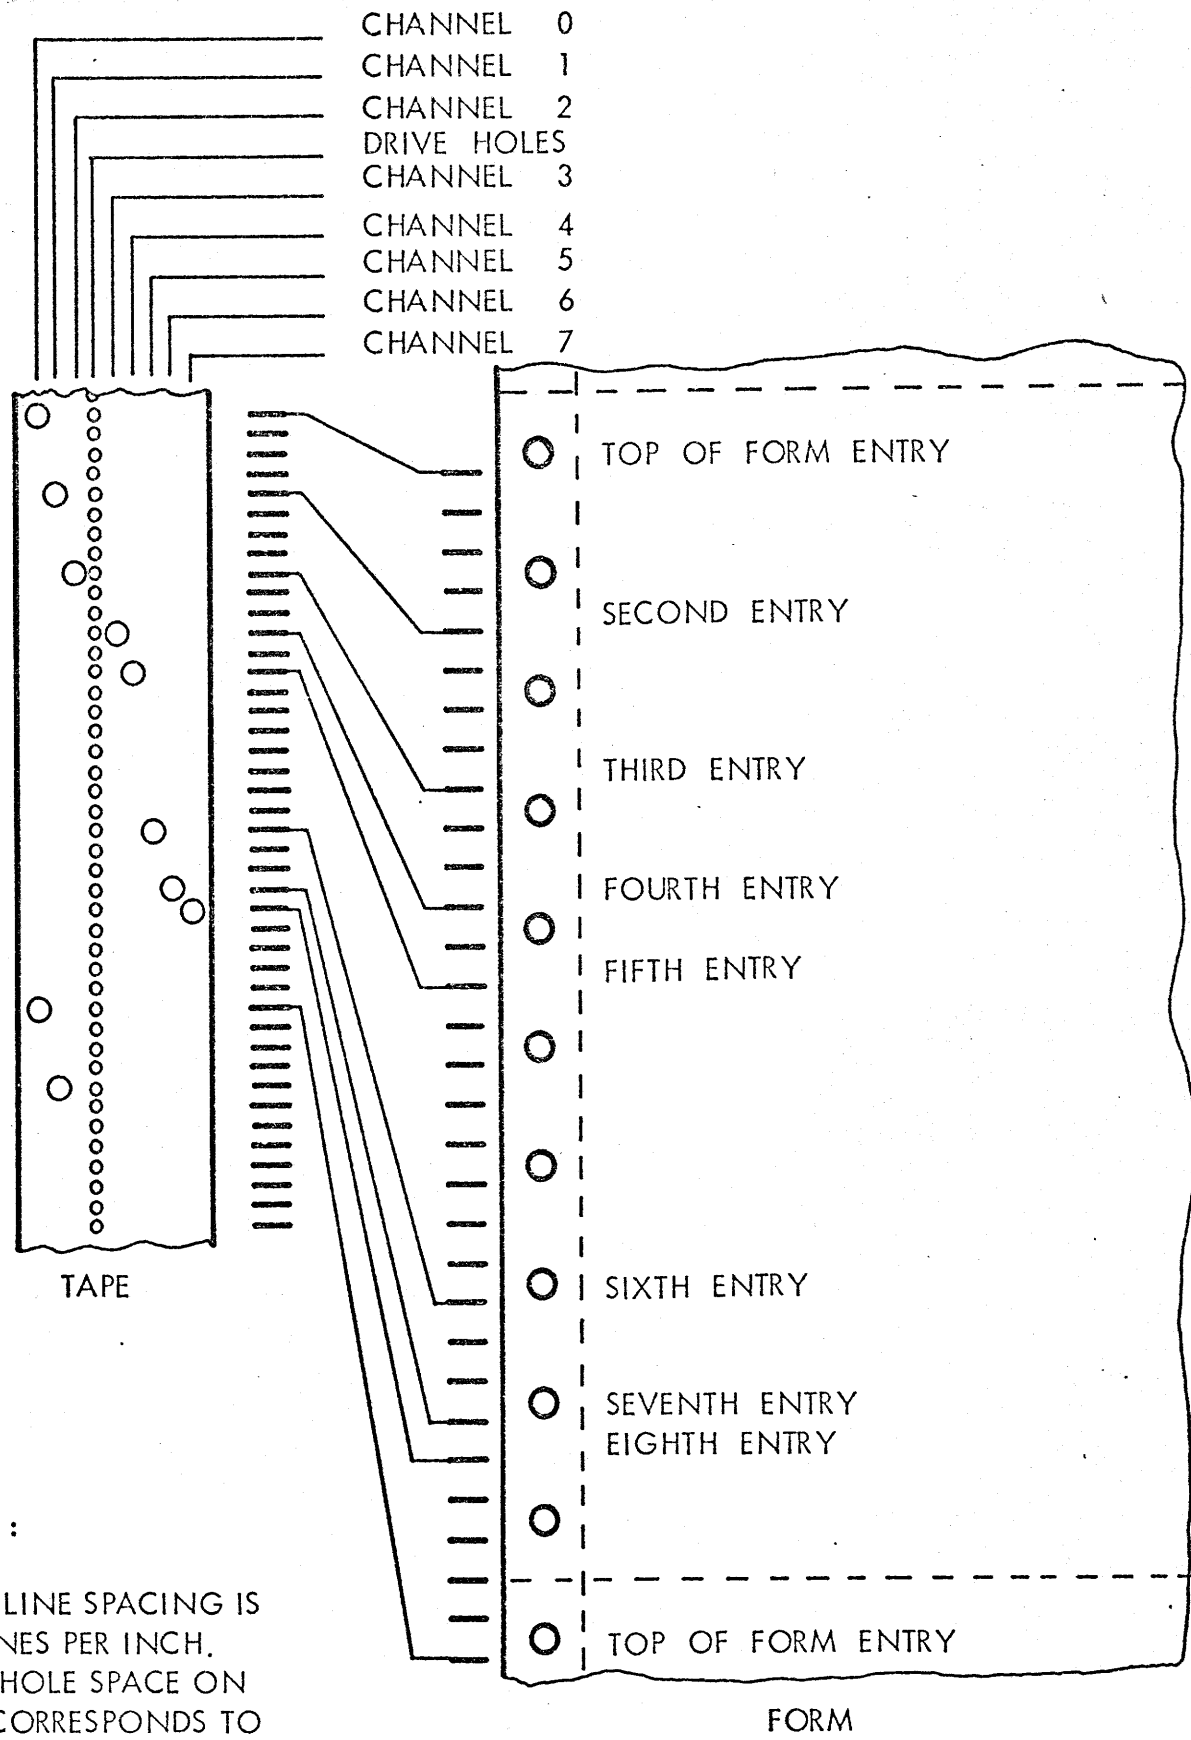 CHANNEL 0
CHANNEL 1
CHANNEL 2
DRIVE HOLES
CHANNEL 3
CHANNEL 4
CHANNEL 5
CHANNEL 6
CHANNEL 7
TOP OF FORM ENTRY
SECOND ENTRY
THIRD ENTRY
FOURTH ENTRY
FIFTH ENTRY
TAPE
SIXTH ENTRY
SEVENTH ENTRY
EIGHTH ENTRY
:
LINE SPACING IS
NES PER INCH.
HOLE SPACE ON
CORRESPONDS TO
TOP OF FORM ENTRY
FORM